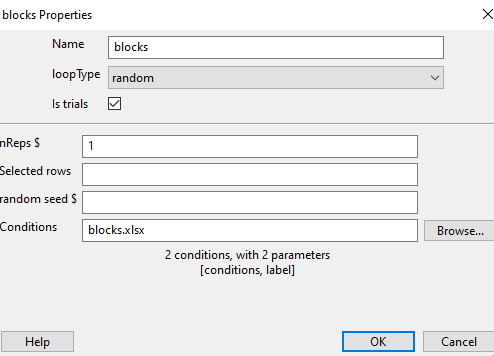 blocks Properties
Name blocks
loopType random
Is trials
nReps $ 1
Selected rows
random seed $
Conditions blocks.xlsx Browse...
2 conditions, with 2 parameters
[conditions, label]
Help OK Cancel